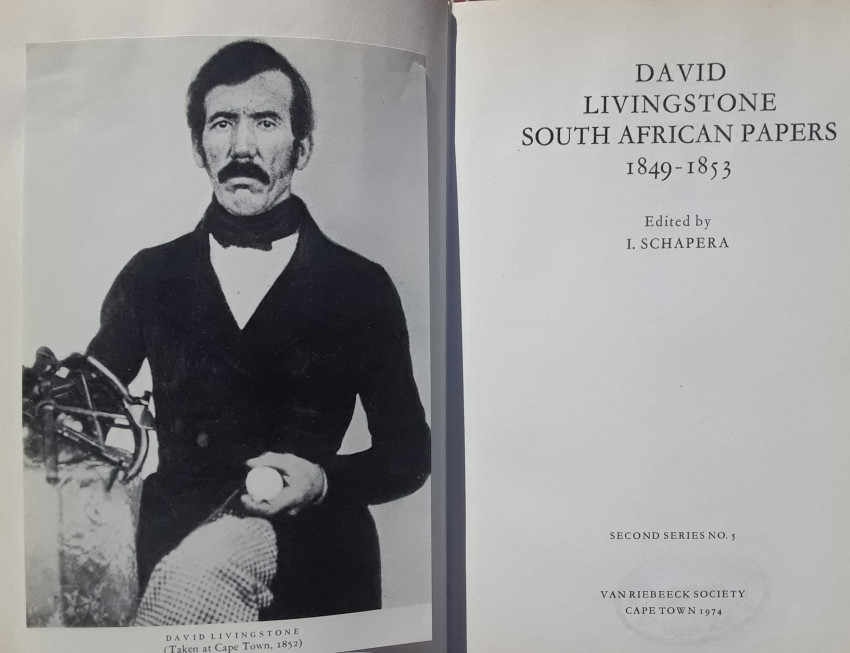 DAVID LIVINGSTONE
(Taken at Cape Town, 1852)
DAVID
LIVINGSTONE
SOUTH AFRICAN PAPERS
1849-1853
Edited by
I. SCHAPERA
SECOND SERIES NO. 5
VAN RIEBEECK SOCIETY
CAPE TOWN 1974